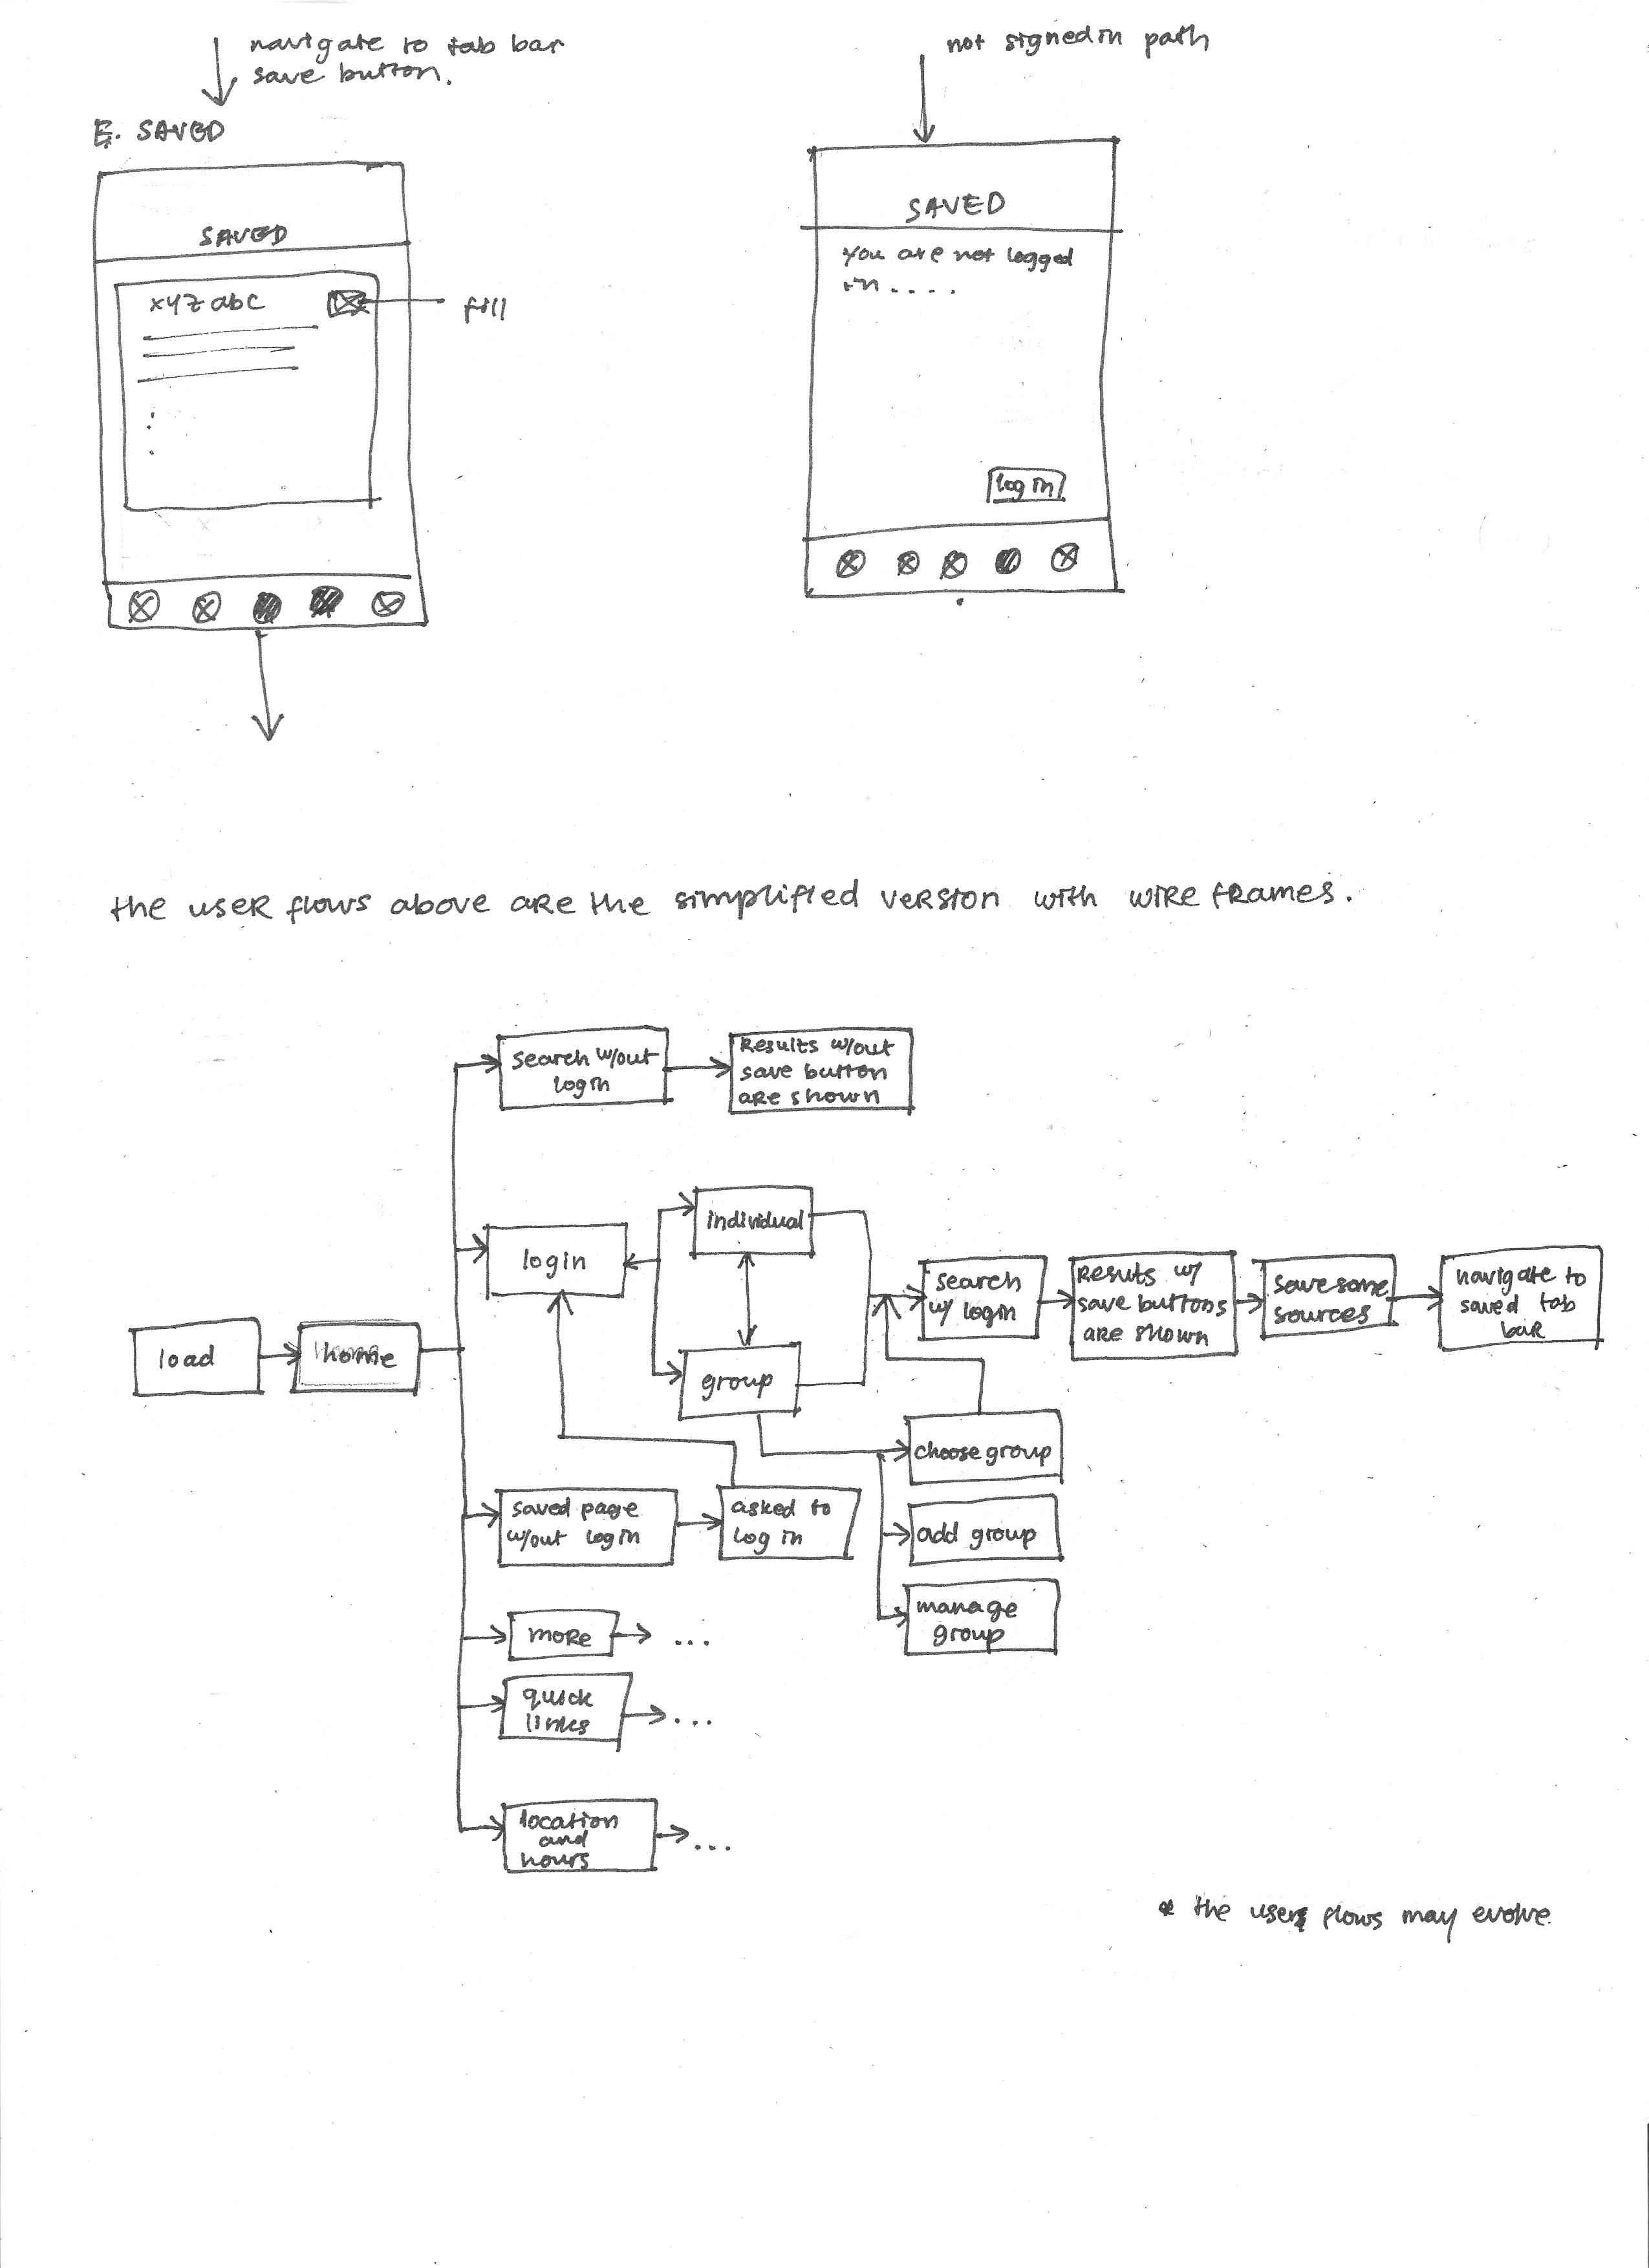 navigate to tab bar
save button.
not signed in path
E. SAVED
SAVED
xyz abc
fill
SAVED
you are not logged
in....
log in
the user flows above are the simplified version with wire frames.
search w/out
login
Results w/out
save button
are shown
individual
login
search
w/ login
Results w/
save buttons
are shown
save some
sources
navigate to
saved tab
bar
load
home
group
choose group
saved page
w/out log in
asked to
log in
add group
manage
group
more
...
quick
links
...
location
and
hours
...
* the users flows may evolve.